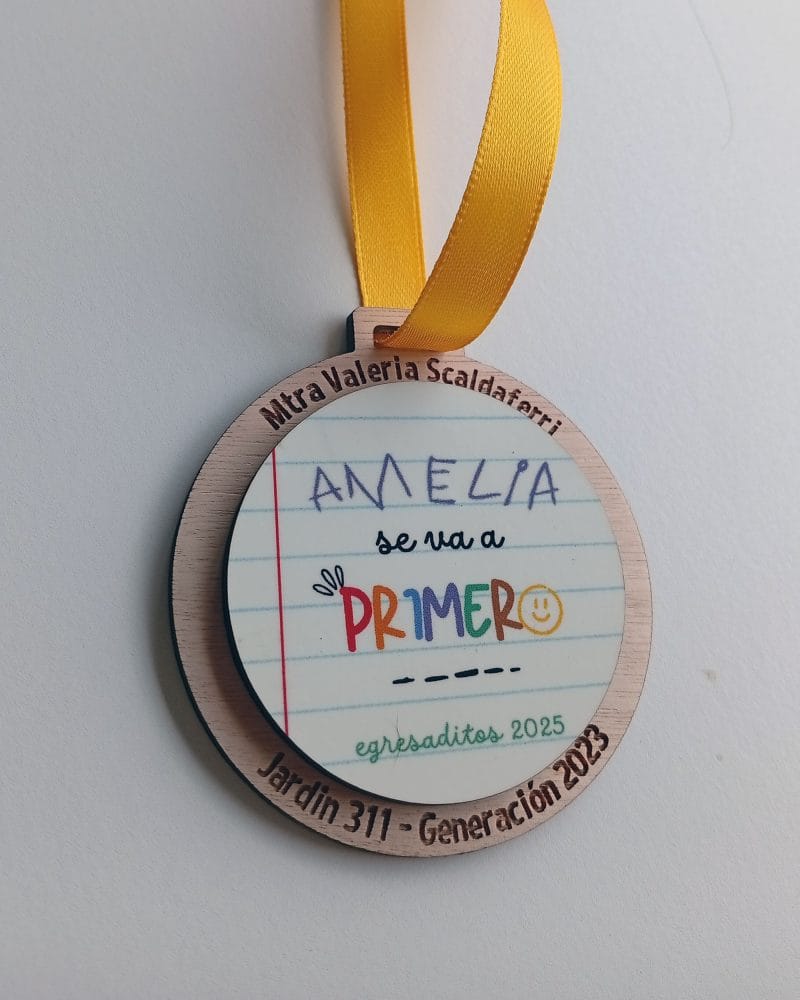 Mtra Valeria Scaldaferri
AMELIA
se va a
PR1MERO
egresaditos 2025
Jardin 311 - Generación 2023